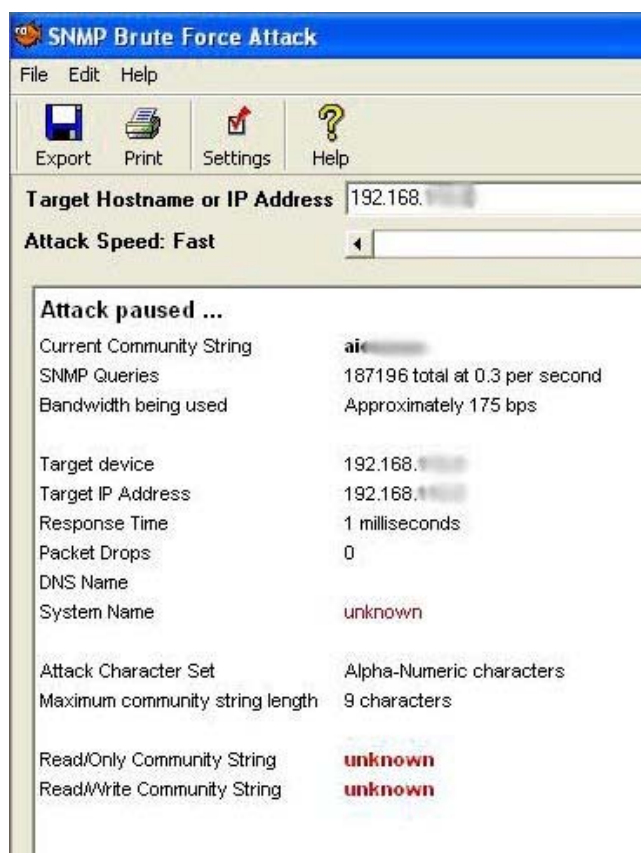 SNMP Brute Force Attack
File Edit Help
Export Print Settings Help
Target Hostname or IP Address 192.168.
Attack Speed: Fast
Attack paused ...
Current Community String
SNMP Queries 187196 total at 0.3 per second
Bandwidth being used Approximately 175 bps
Target device 192.168.
Target IP Address 192.168.
Response Time 1 milliseconds
Packet Drops 0
DNS Name
System Name unknown
Attack Character Set Alpha-Numeric characters
Maximum community string length 9 characters
Read/Only Community String unknown
Read/Write Community String unknown